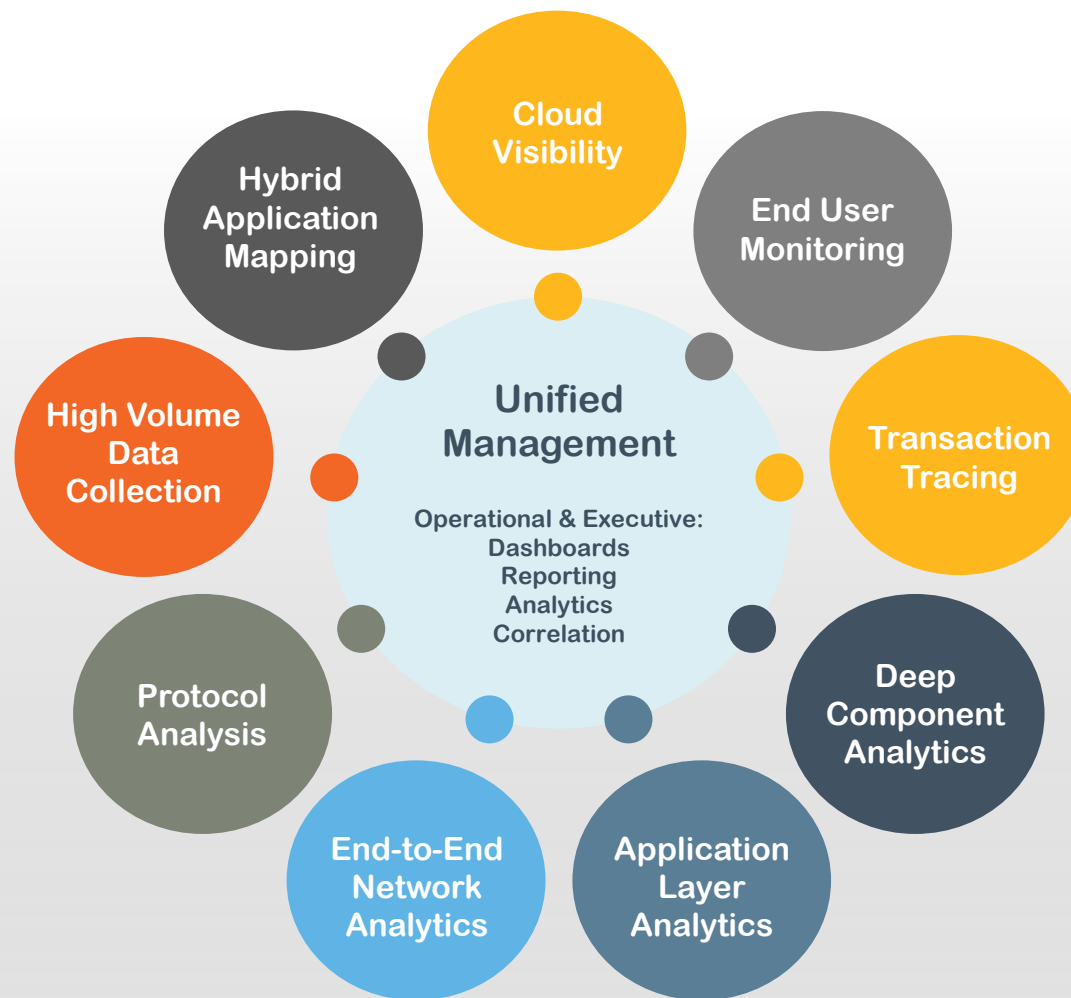 Cloud
Visibility
End User
Monitoring
Transaction
Tracing
Deep
Component
Analytics
Application
Layer
Analytics
End-to-End
Network
Analytics
Protocol
Analysis
High Volume
Data
Collection
Hybrid
Application
Mapping
Unified
Management
Operational & Executive:
Dashboards
Reporting
Analytics
Correlation